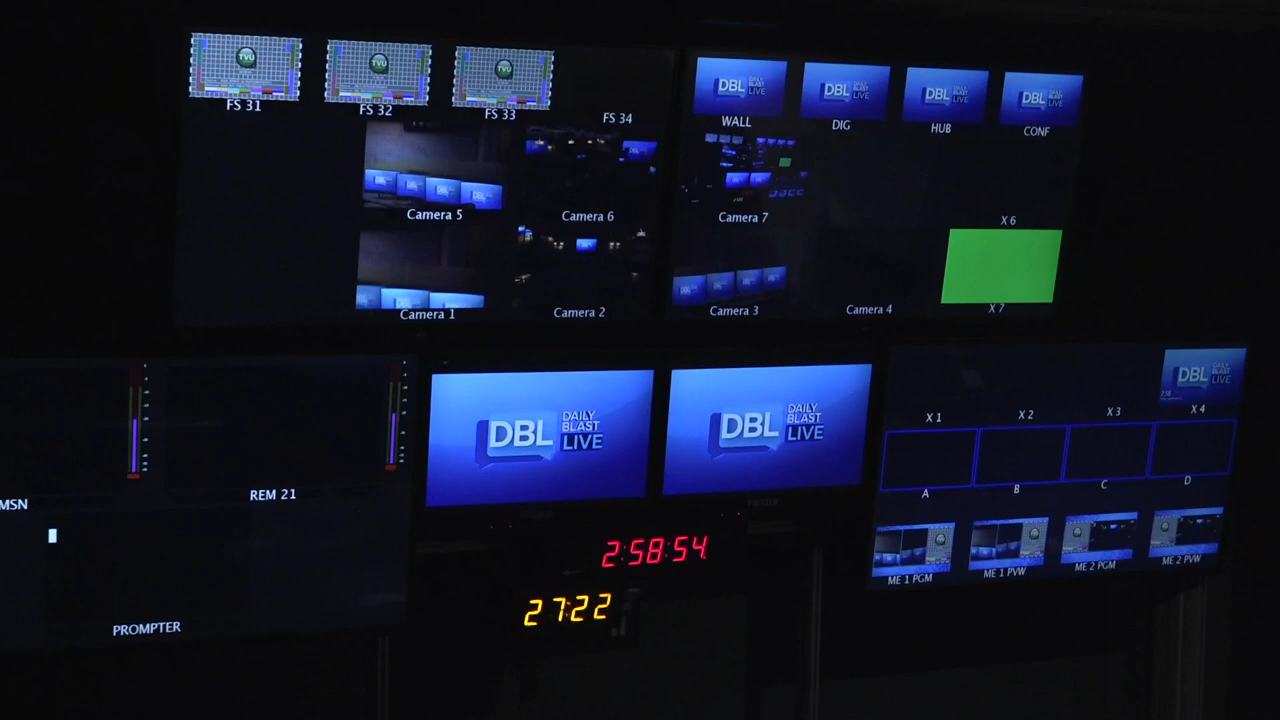 TVU
TVU
TVU
FS 31
FS 32
FS 33
FS 34
DBL DAILY BLAST LIVE
DBL DAILY BLAST LIVE
DBL DAILY BLAST LIVE
DBL DAILY BLAST LIVE
WALL
DIG
HUB
CONF
Camera 5
Camera 6
Camera 7
X 6
Camera 1
Camera 2
Camera 3
Camera 4
X 7
MSN
REM 21
PROMPTER
DBL
DAILY
BLAST
LIVE
DBL
DAILY
BLAST
LIVE
2:58:54
27:22
DBL DAILY BLAST LIVE
X 1
X 2
X 3
X 4
A
B
C
D
ME 1 PGM
ME 1 PVW
ME 2 PGM
ME 2 PVW